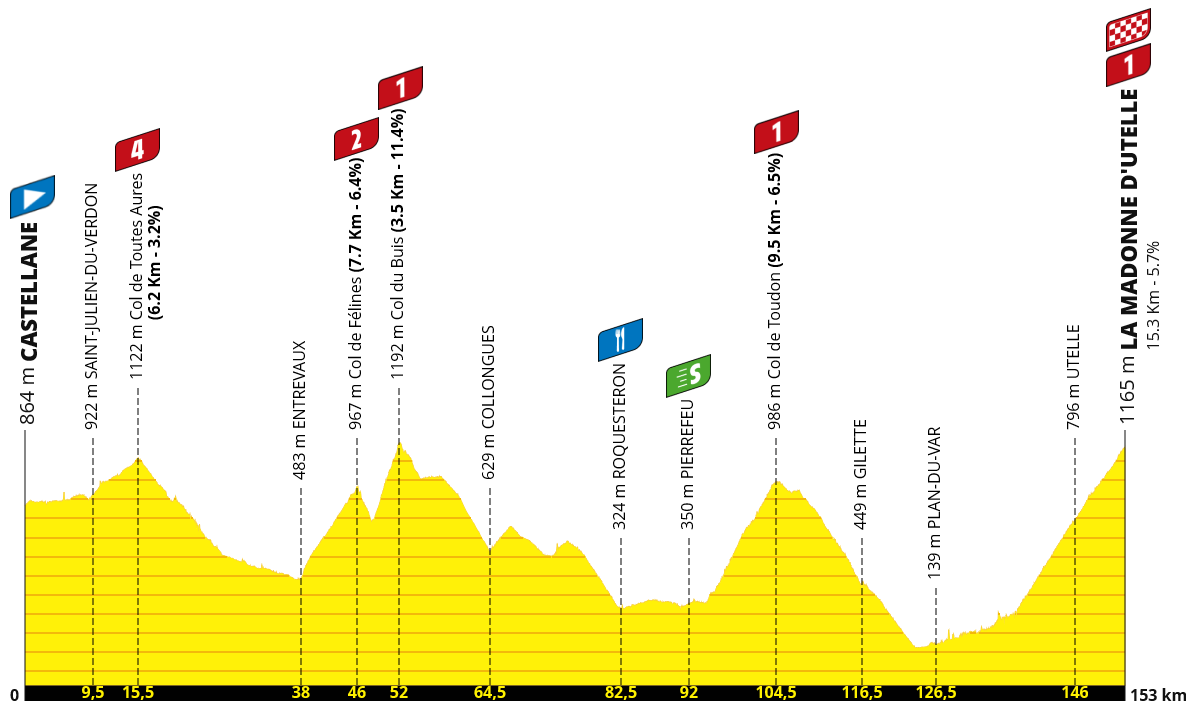 864 m CASTELLANE
922 m SAINT-JULIEN-DU-VERDON
4
1122 m Col de Toutes Aures
(6.2 Km - 3.2%)
483 m ENTREVAUX
2
967 m Col de Félines (7.7 Km - 6.4%)
1
1192 m Col du Buis (3.5 Km - 11.4%)
629 m COLLONGUES
324 m ROQUESTERON
S
350 m PIERREFEU
1
986 m Col de Toudon (9.5 Km - 6.5%)
449 m GILETTE
139 m PLAN-DU-VAR
796 m UTELLE
1
1165 m LA MADONNE D'UTELLE
15.3 Km - 5.7%
0 9,5 15,5 38 46 52 64,5 82,5 92 104,5 116,5 126,5 146 153 km